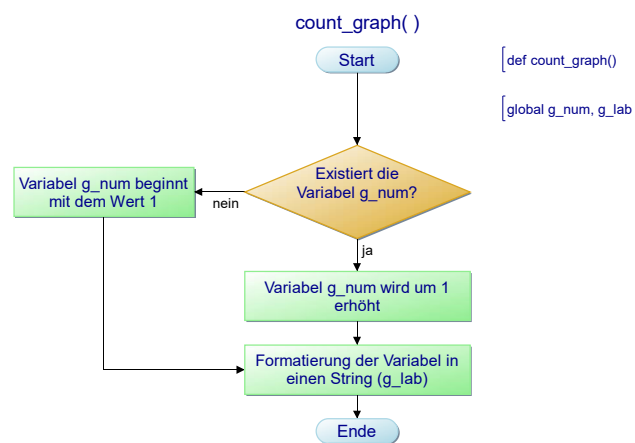 count_graph( )
Start
def count_graph()
global g_num, g_lab
Existiert die
Variabel g_num?
nein
Variabel g_num beginnt
mit dem Wert 1
ja
Variabel g_num wird um 1
erhöht
Formatierung der Variabel in
einen String (g_lab)
Ende